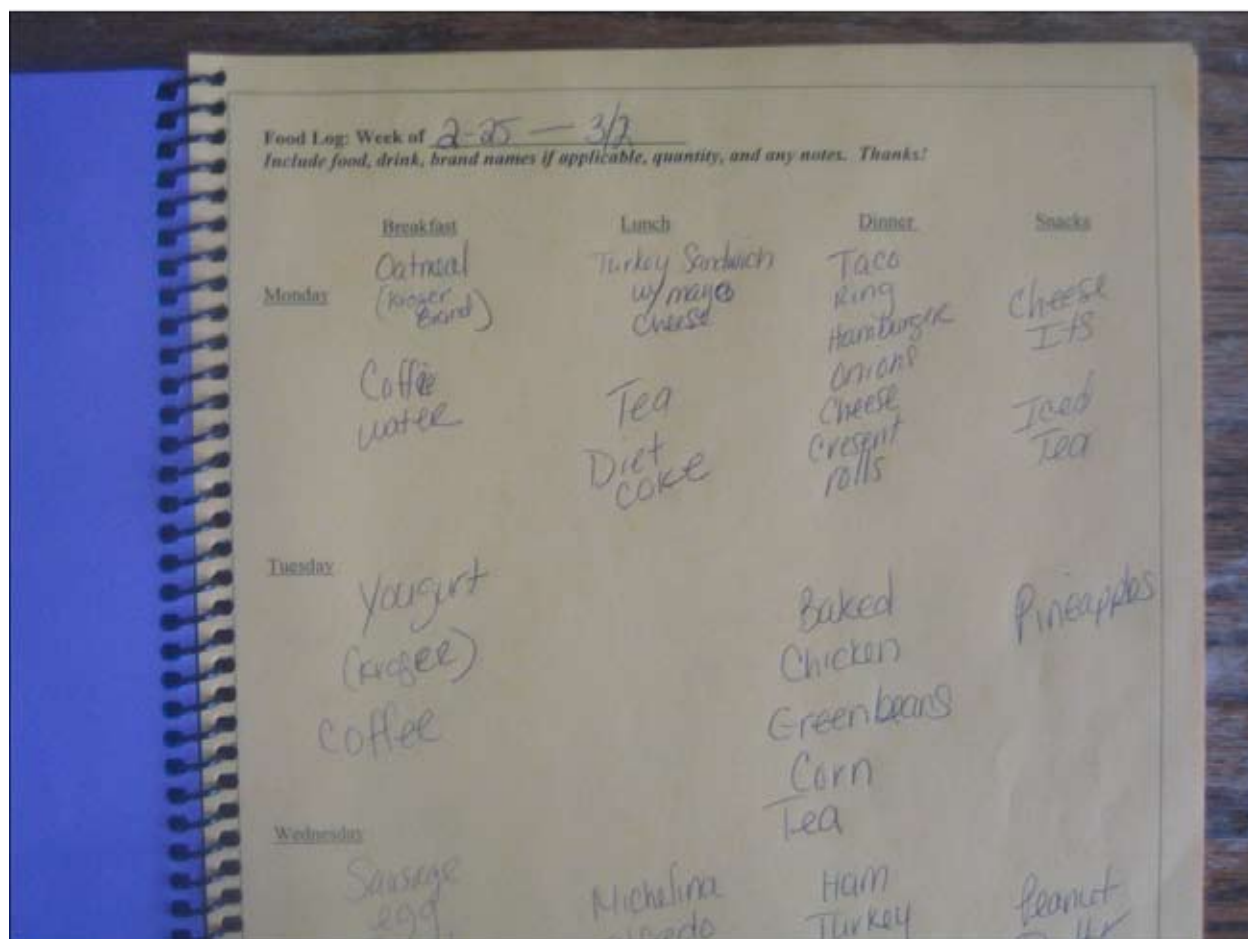 Food Log: Week of 2-25 — 3/2
Include food, drink, brand names if applicable, quantity, and any notes. Thanks!
Breakfast Lunch Dinner Snacks
Monday
Oatmeal
(Kroger
Brand)
Coffee
water
Turkey Sandwich
w/ mayo
Cheese
Tea
Diet
Coke
Taco
Ring
Hamburger
onions
Cheese
Cresent
rolls
Cheese
Its
Iced
Tea
Tuesday
Yougurt
(Kroger)
Coffee
Baked
Chicken
Greenbeans
Corn
Tea
Pineapples
Wednesday
Sausage
egg
Michelina
Ham
Turkey
Peanut